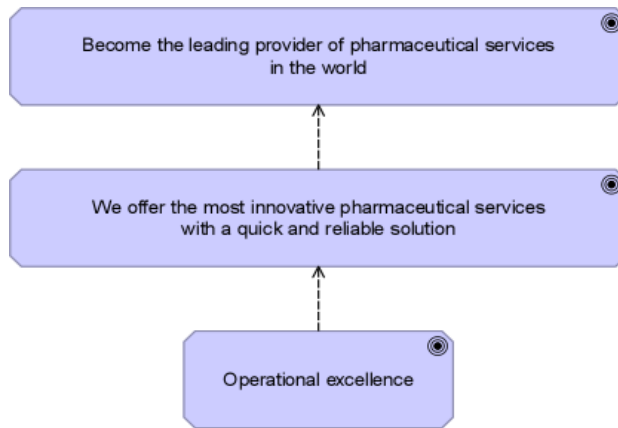 Become the leading provider of pharmaceutical services
in the world
We offer the most innovative pharmaceutical services
with a quick and reliable solution
Operational excellence